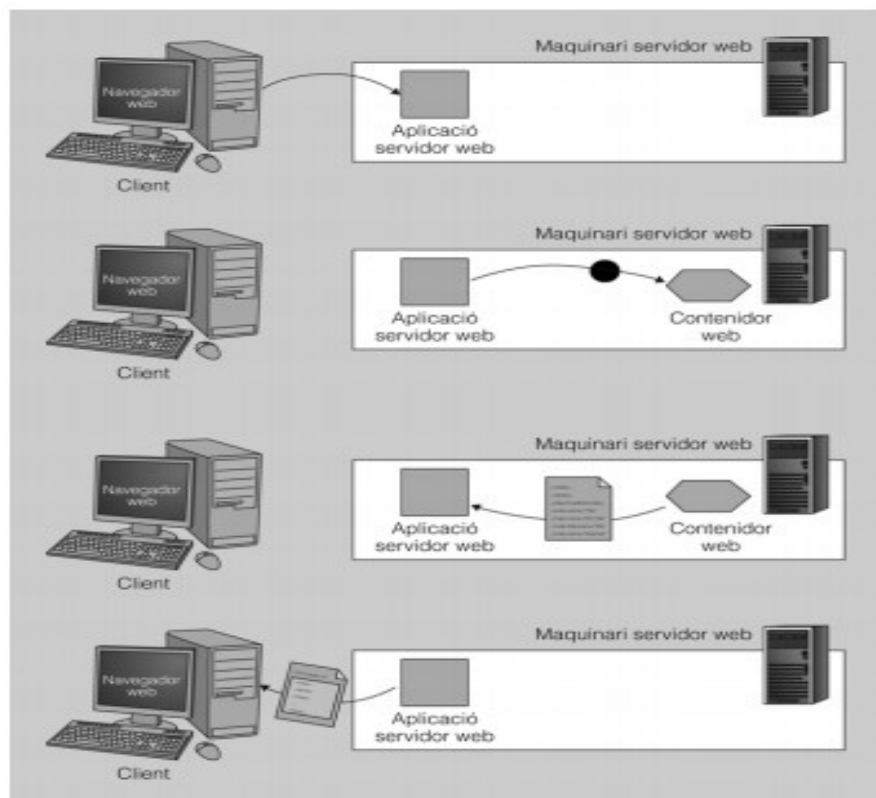 Maquinari servidor web
Navegador
web
Aplicació
servidor web
Client
Maquinari servidor web
Navegador
web
Aplicació
servidor web
Contenidor
web
Client
Maquinari servidor web
Navegador
web
Aplicació
servidor web
Contenidor
web
Client
Maquinari servidor web
Navegador
web
Aplicació
servidor web
Client